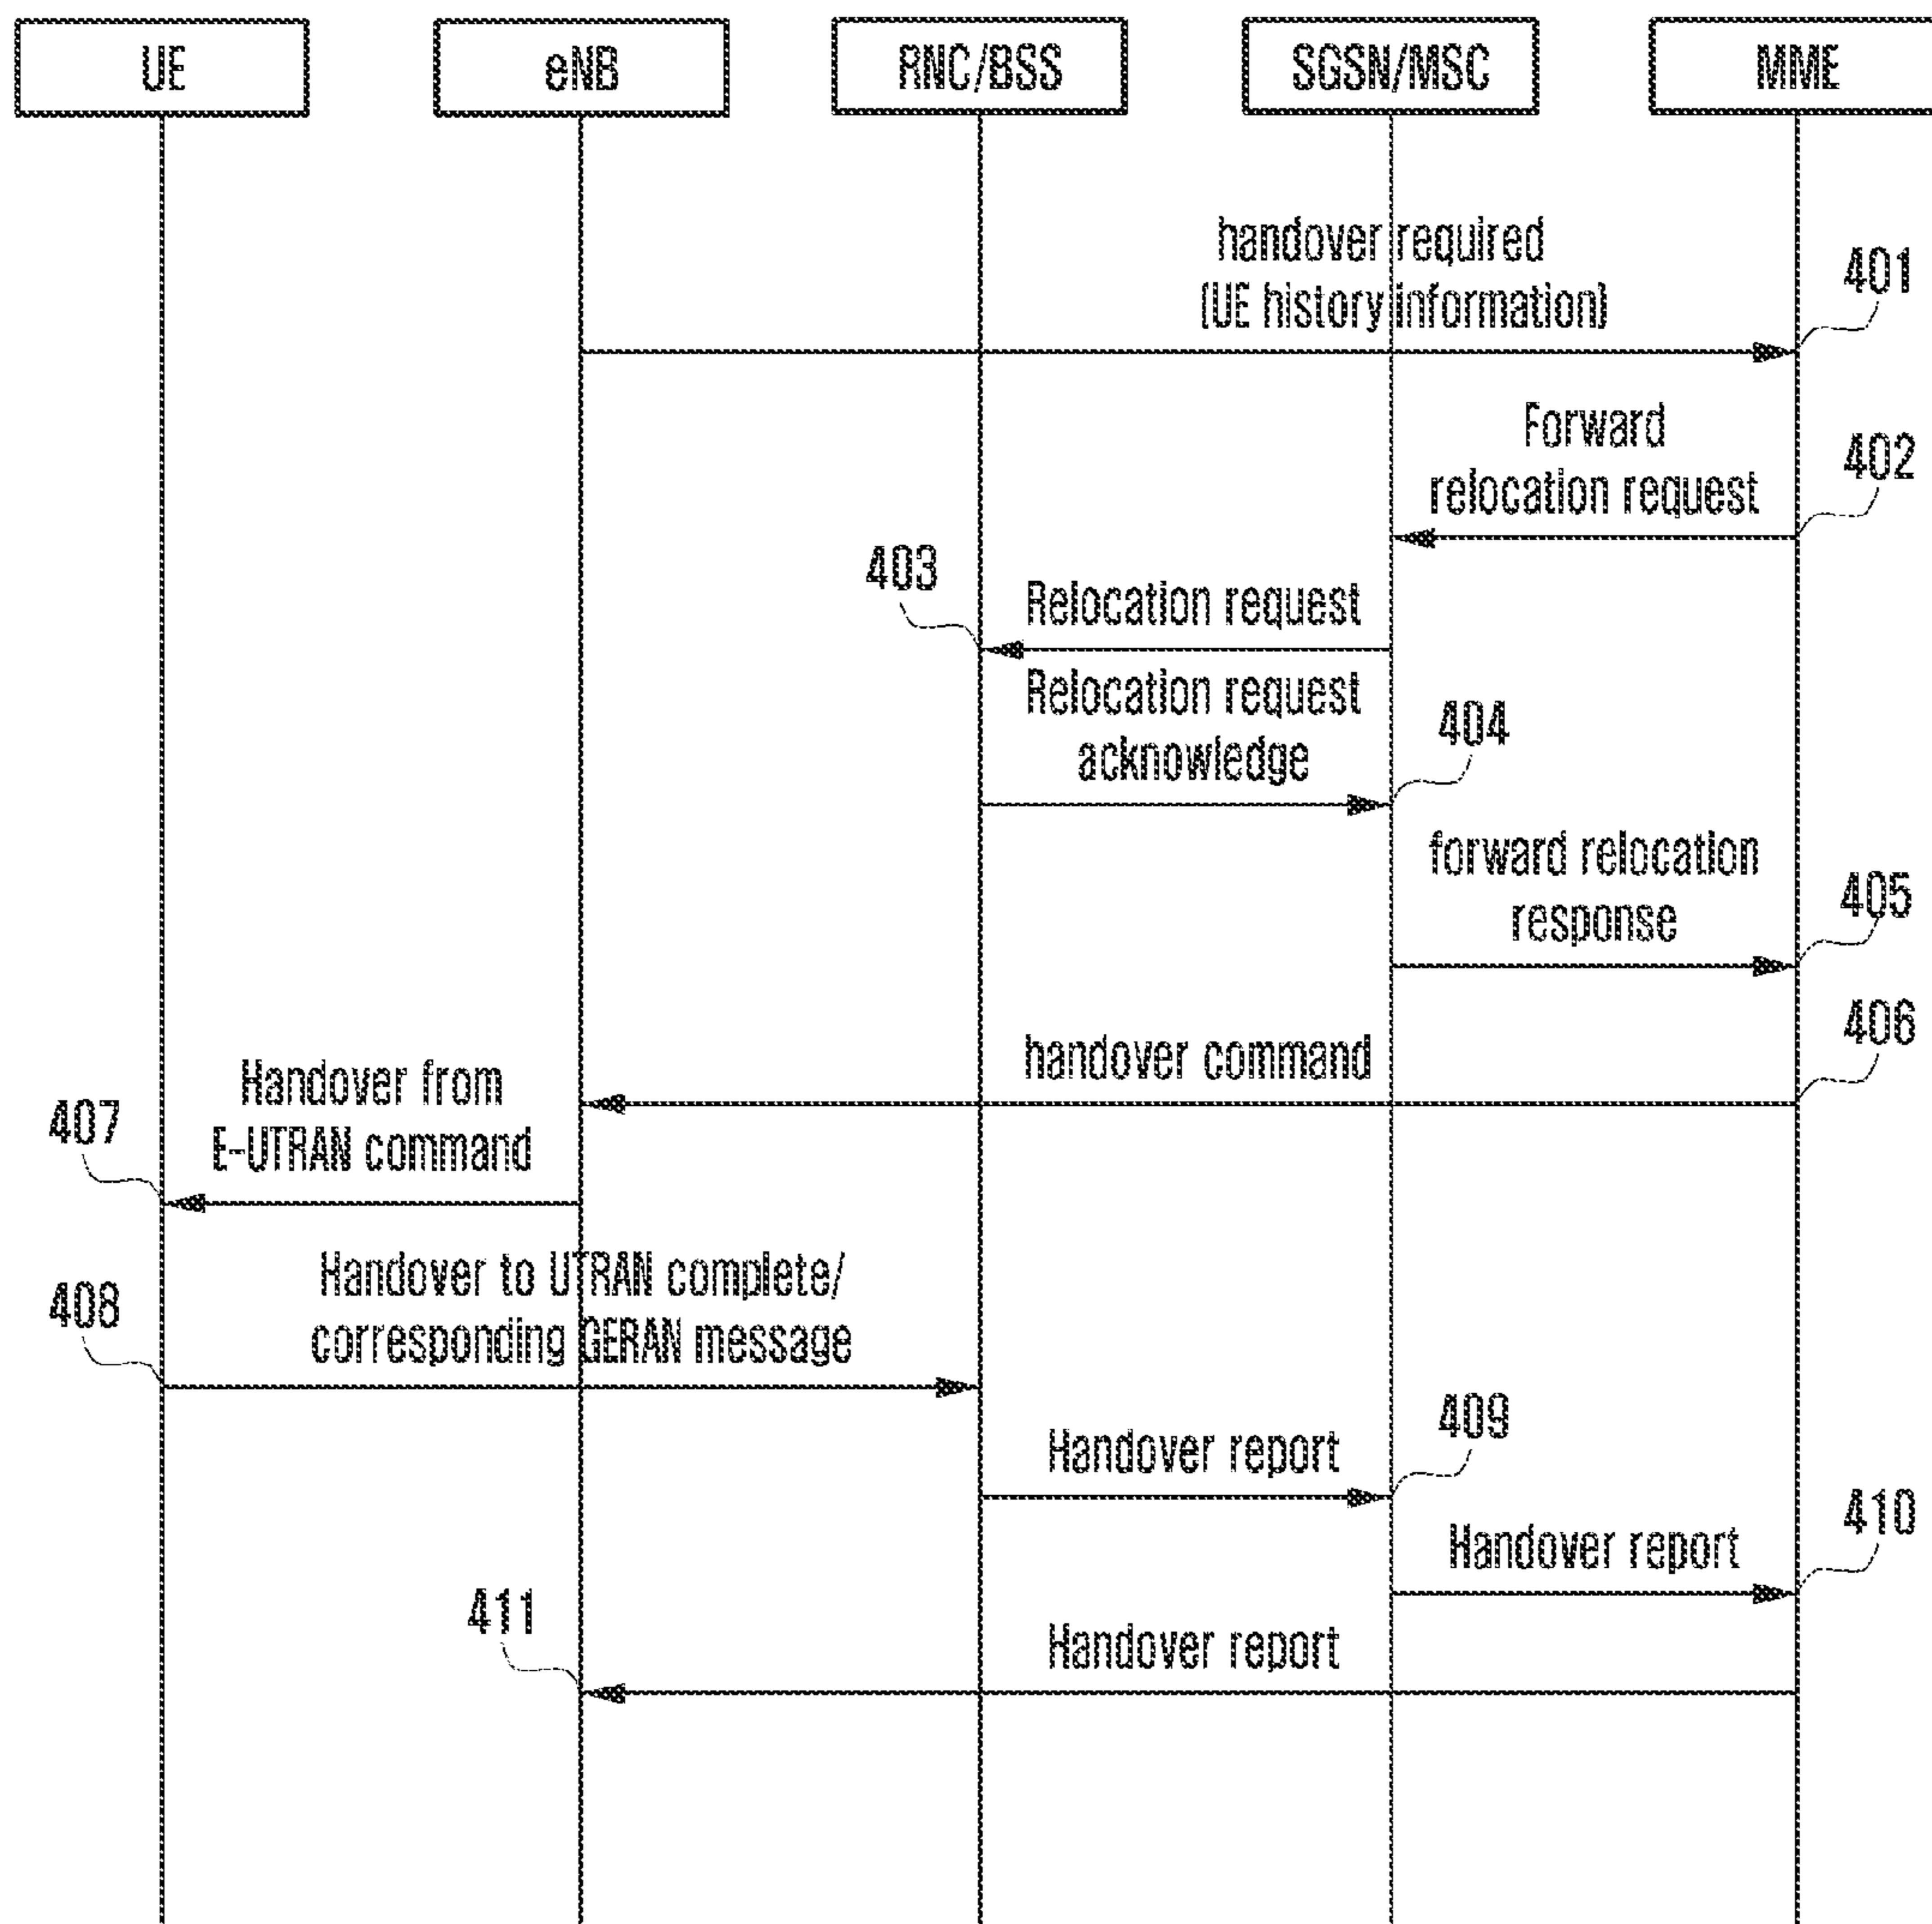 UE
eNB
RNC/BSS
SGSN/MSC
MME
handover required
(UE history information)
401
Forward
relocation request
402
403
Relocation request
Relocation request
acknowledge
404
forward relocation
response
405
406
handover command
Handover from
E-UTRAN command
407
Handover to UTRAN complete/
corresponding GERAN message
408
Handover report
409
Handover report
410
411
Handover report